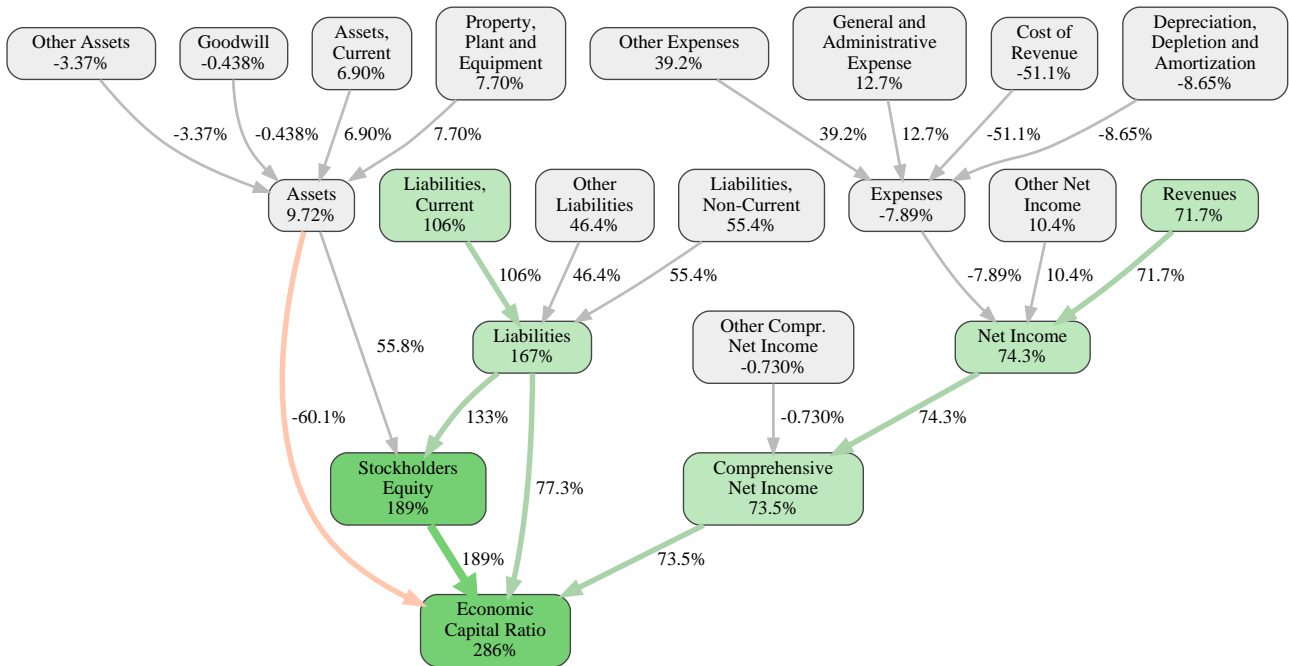 Other Assets
-3.37%
Goodwill
-0.438%
Assets,
Current
6.90%
Property,
Plant and
Equipment
7.70%
Other Expenses
39.2%
General and
Administrative
Expense
12.7%
Cost of
Revenue
-51.1%
Depreciation,
Depletion and
Amortization
-8.65%
-3.37%
-0.438%
6.90%
7.70%
39.2%
12.7%
-51.1%
-8.65%
Assets
9.72%
Liabilities,
Current
106%
Other
Liabilities
46.4%
Liabilities,
Non-Current
55.4%
Expenses
-7.89%
Other Net
Income
10.4%
Revenues
71.7%
106%
46.4%
55.4%
-7.89%
10.4%
71.7%
55.8%
Liabilities
167%
Other Compr.
Net Income
-0.730%
Net Income
74.3%
-60.1%
133%
-0.730%
74.3%
Stockholders
Equity
189%
77.3%
Comprehensive
Net Income
73.5%
189%
73.5%
Economic
Capital Ratio
286%